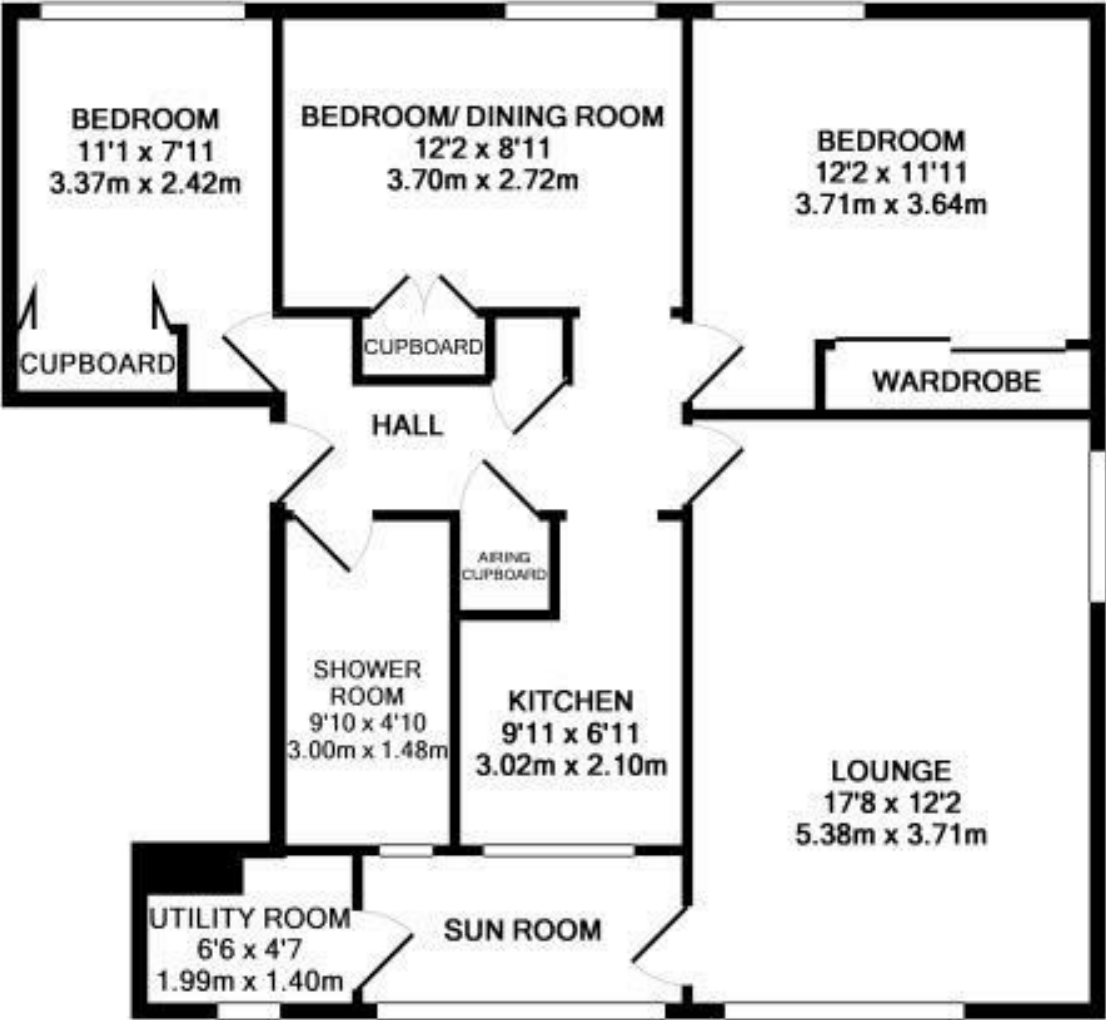 BEDROOM
11'1 x 7'11
3.37m x 2.42m
BEDROOM/ DINING ROOM
12'2 x 8'11
3.70m x 2.72m
BEDROOM
12'2 x 11'11
3.71m x 3.64m
CUPBOARD
CUPBOARD
WARDROBE
HALL
AIRING
CUPBOARD
SHOWER
ROOM
9'10 x 4'10
3.00m x 1.48m
KITCHEN
9'11 x 6'11
3.02m x 2.10m
LOUNGE
17'8 x 12'2
5.38m x 3.71m
UTILITY ROOM
6'6 x 4'7
1.99m x 1.40m
SUN ROOM